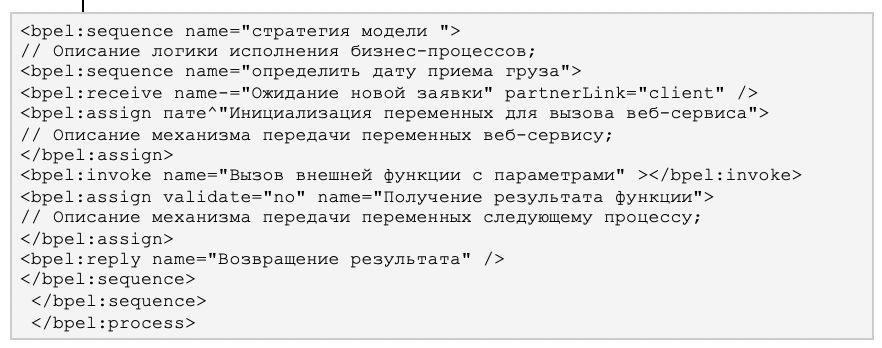 <bpel:sequence name="стратегия модели ">
// Описание логики исполнения бизнес-процессов;
<bpel:sequence name="определить дату приема груза">
<bpel:receive name-="Ожидание новой заявки" partnerLink="client" />
<bpel:assign пате^"Инициализация переменных для вызова веб-сервиса">
// Описание механизма передачи переменных веб-сервису;
</bpel:assign>
<bpel:invoke name="Вызов внешней функции с параметрами" ></bpel:invoke>
<bpel:assign validate="no" name="Получение результата функции">
// Описание механизма передачи переменных следующему процессу;
</bpel:assign>
<bpel:reply name="Возвращение результата" />
</bpel:sequence>
</bpel:sequence>
</bpel:process>